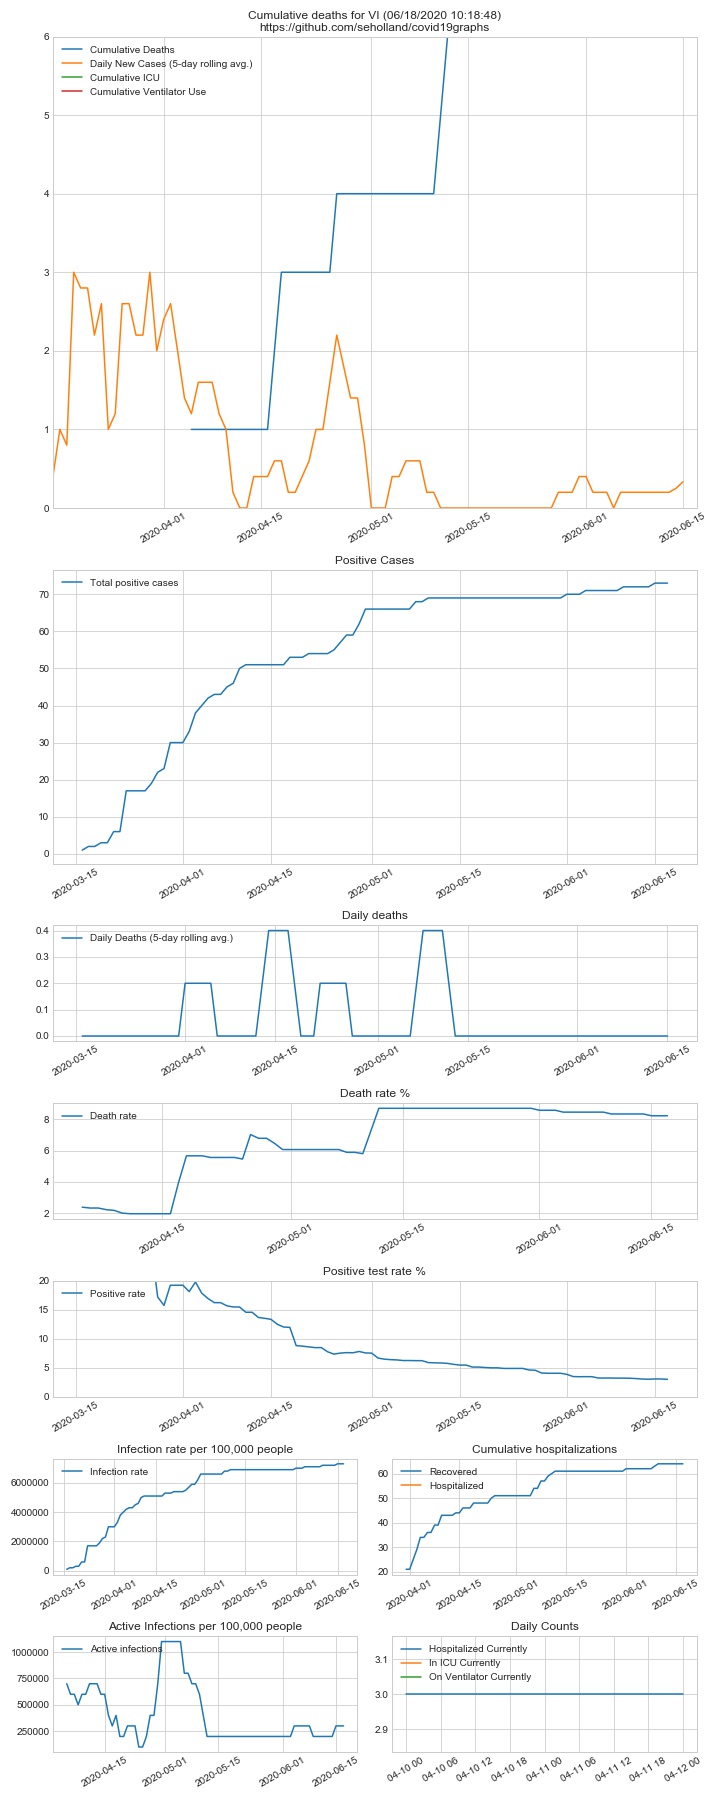 Cumulative deaths for VI (06/18/2020 10:18:48)
https://github.com/seholland/covid19graphs
Cumulative Deaths
Daily New Cases (5-day rolling avg.)
Cumulative ICU
Cumulative Ventilator Use
6
5
4
3
2
1
0
2020-04-01 2020-04-15 2020-05-01 2020-05-15 2020-06-01 2020-06-15
Positive Cases
Total positive cases
70
60
50
40
30
20
10
0
2020-03-15 2020-04-01 2020-04-15 2020-05-01 2020-05-15 2020-06-01 2020-06-15
Daily deaths
Daily Deaths (5-day rolling avg.)
0.4
0.3
0.2
0.1
0.0
2020-03-15 2020-04-01 2020-04-15 2020-05-01 2020-05-15 2020-06-01 2020-06-15
Death rate %
Death rate
8
6
4
2
2020-04-15 2020-05-01 2020-05-15 2020-06-01 2020-06-15
Positive test rate %
Positive rate
20
15
10
5
0
2020-03-15 2020-04-01 2020-04-15 2020-05-01 2020-05-15 2020-06-01 2020-06-15
Infection rate per 100,000 people
Infection rate
6000000
4000000
2000000
0
2020-03-15 2020-04-01 2020-04-15 2020-05-01 2020-05-15 2020-06-01 2020-06-15
Cumulative hospitalizations
Recovered
Hospitalized
60
50
40
30
20
2020-04-01 2020-04-15 2020-05-01 2020-05-15 2020-06-01 2020-06-15
Active Infections per 100,000 people
Active infections
1000000
750000
500000
250000
2020-04-15 2020-05-01 2020-05-15 2020-06-01 2020-06-15
Daily Counts
Hospitalized Currently
In ICU Currently
On Ventilator Currently
3.1
3.0
2.9
04-10 00 04-10 06 04-10 12 04-10 18 04-11 00 04-11 06 04-11 12 04-11 18 04-12 00